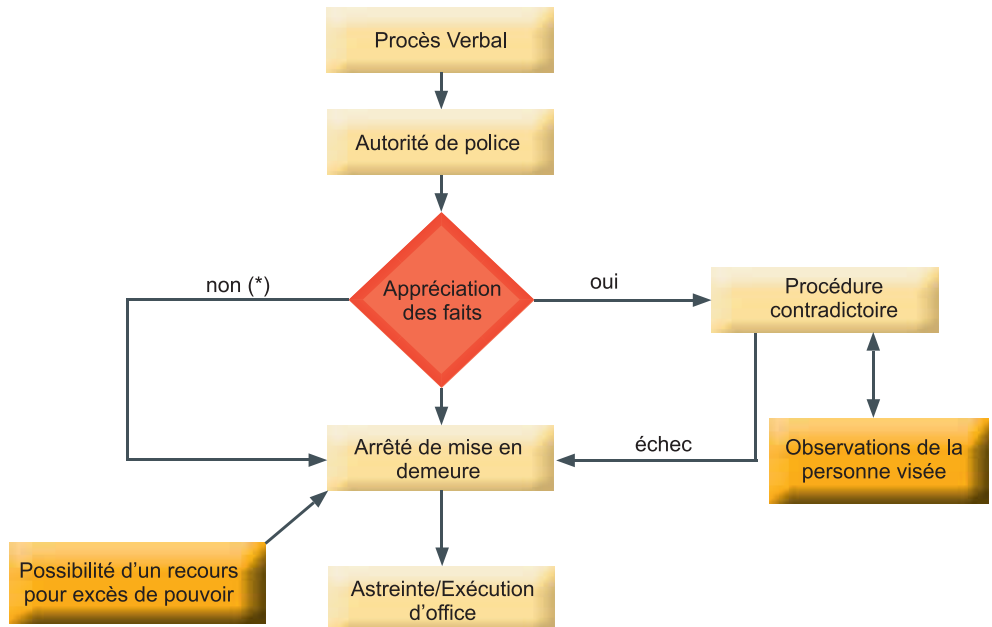 Procès Verbal
Autorité de police
non (*)
Appréciation
des faits
oui
Procédure
contradictoire
Arrêté de mise en
demeure
échec
Observations de la
personne visée
Possibilité d'un recours
pour excès de pouvoir
Astreinte/Exécution
d'office